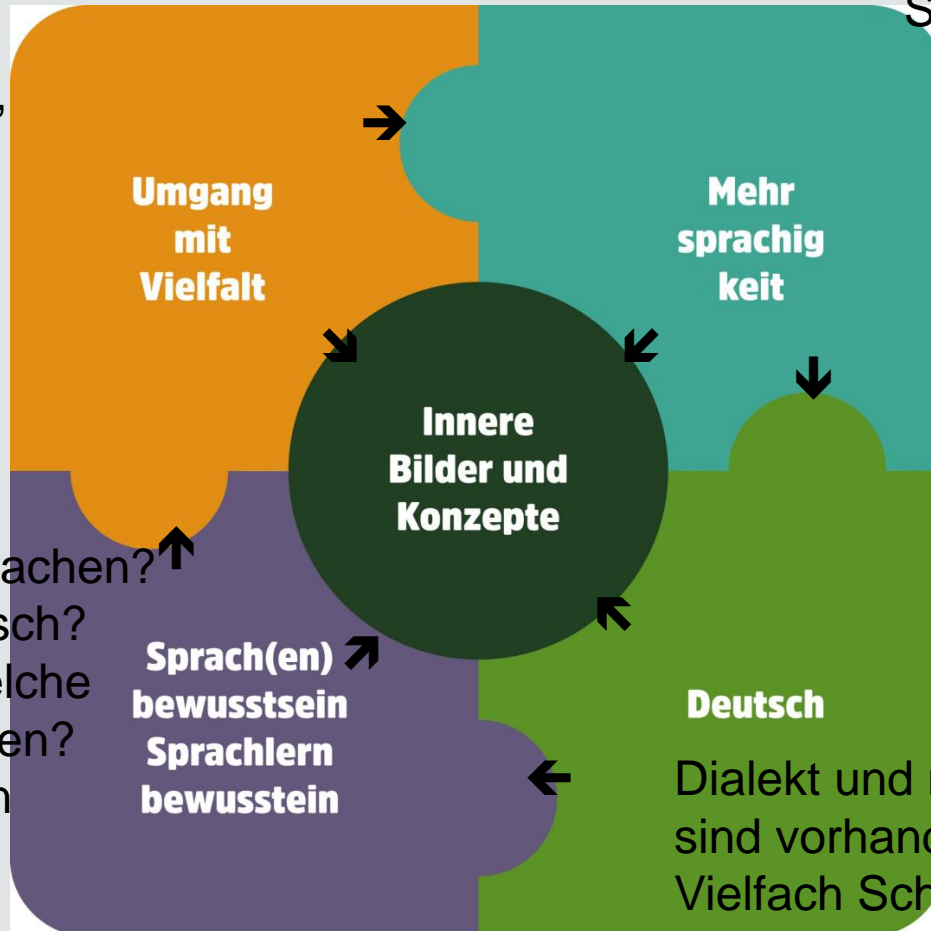 Umgang
mit
Vielfalt
Mehr
sprachig
keit
Innere
Bilder und
Konzepte
achen?
sch?
elche
en?
n
Sprach(en)
bewusstsein
Sprachlern
bewusstein
Deutsch
Dialekt und
sind vorhand
Vielfach Sch